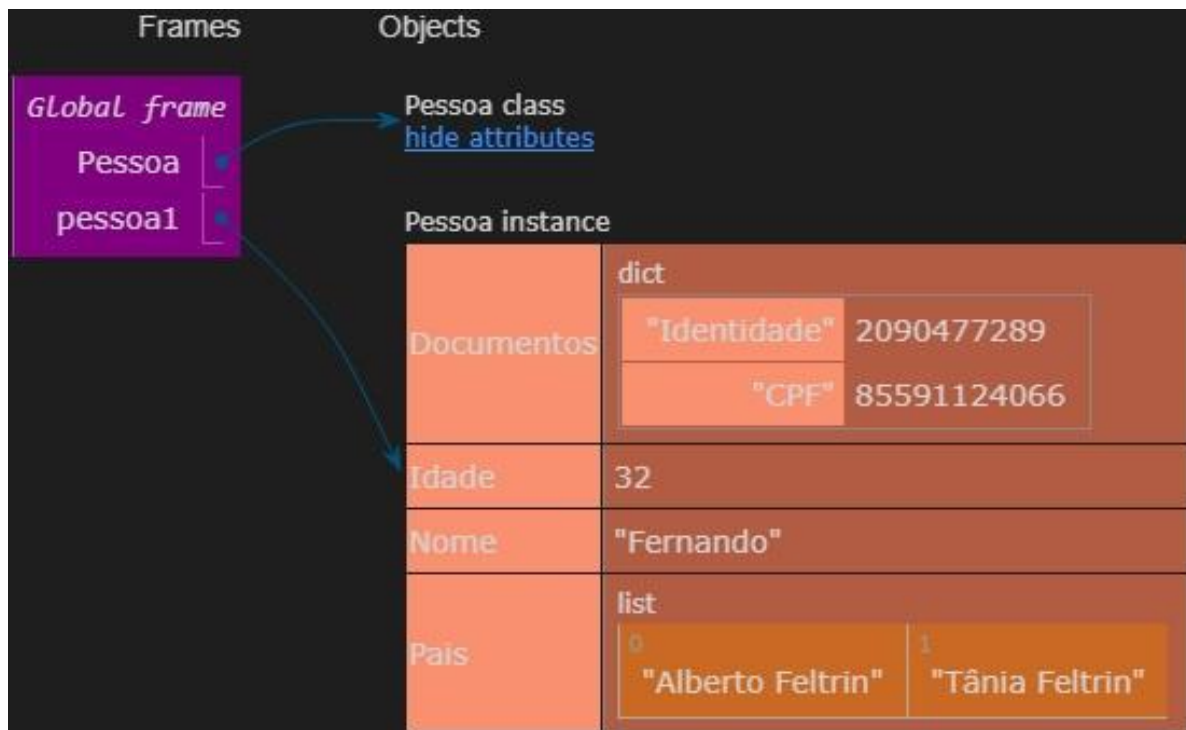 Frames Objects
Global frame
Pessoa
pessoa1
Pessoa class
hide attributes
Pessoa instance
Documentos
dict
"Identidade" 2090477289
"CPF" 85591124066
Idade 32
Nome "Fernando"
Pais
list
0 1
"Alberto Feltrin" "Tânia Feltrin"